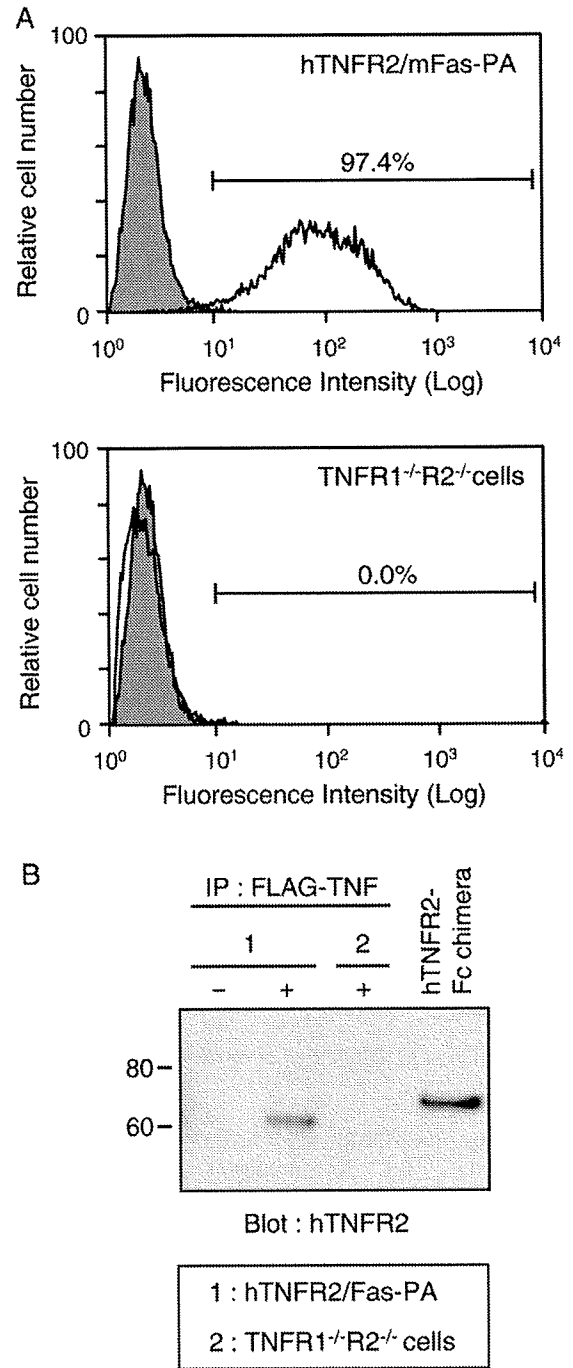 A
100
hTNFR2/mFas-PA
97.4%
Relative cell number
0
10⁰ 10¹ 10² 10³ 10⁴
Fluorescence Intensity (Log)
100
TNFR1⁻/⁻R2⁻/⁻ cells
0.0%
Relative cell number
0
10⁰ 10¹ 10² 10³ 10⁴
Fluorescence Intensity (Log)
B
IP : FLAG-TNF
hTNFR2-
Fc chimera
1 2
− + +
80
60
Blot : hTNFR2
1 : hTNFR2/Fas-PA
2 : TNFR1⁻/⁻R2⁻/⁻ cells